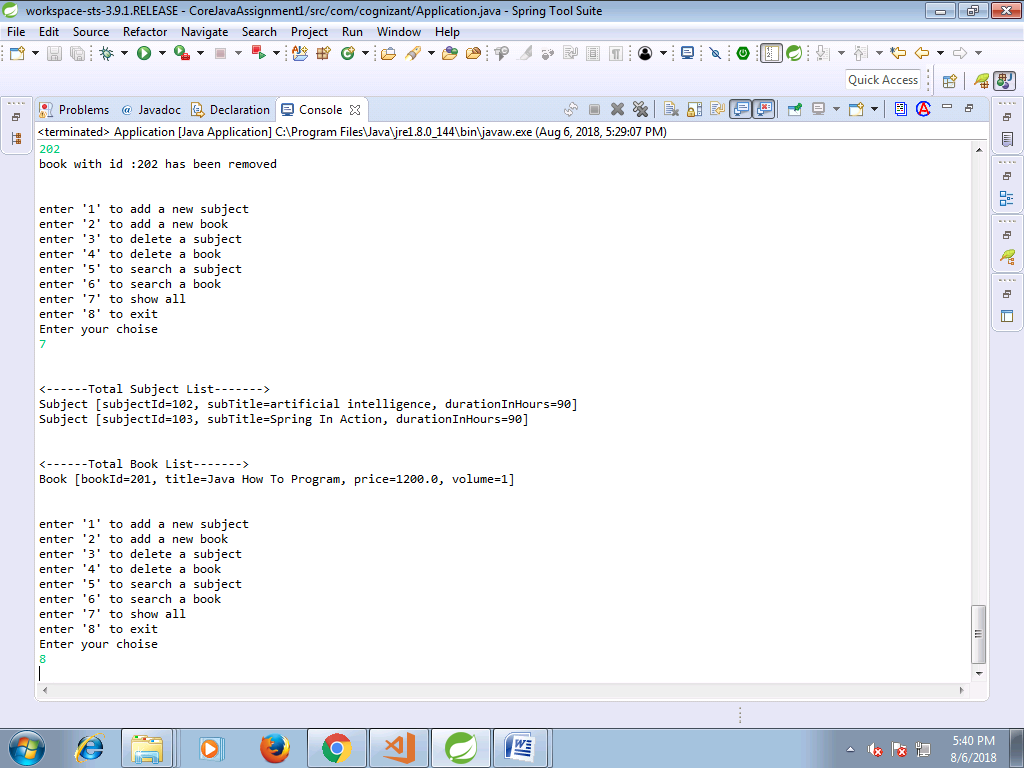 workspace-sts-3.9.1.RELEASE - CoreJavaAssignment1/src/com/cognizant/Application.java - Spring Tool Suite
File Edit Source Refactor Navigate Search Project Run Window Help
Quick Access
Problems @ Javadoc Declaration Console
<terminated> Application [Java Application] C:\Program Files\Java\jre1.8.0_144\bin\javaw.exe (Aug 6, 2018, 5:29:07 PM)
202
book with id :202 has been removed
enter '1' to add a new subject
enter '2' to add a new book
enter '3' to delete a subject
enter '4' to delete a book
enter '5' to search a subject
enter '6' to search a book
enter '7' to show all
enter '8' to exit
Enter your choise
7
<------Total Subject List------->
Subject [subjectId=102, subTitle=artificial intelligence, durationInHours=90]
Subject [subjectId=103, subTitle=Spring In Action, durationInHours=90]
<------Total Book List------->
Book [bookId=201, title=Java How To Program, price=1200.0, volume=1]
enter '1' to add a new subject
enter '2' to add a new book
enter '3' to delete a subject
enter '4' to delete a book
enter '5' to search a subject
enter '6' to search a book
enter '7' to show all
enter '8' to exit
Enter your choise
8
5:40 PM
8/6/2018